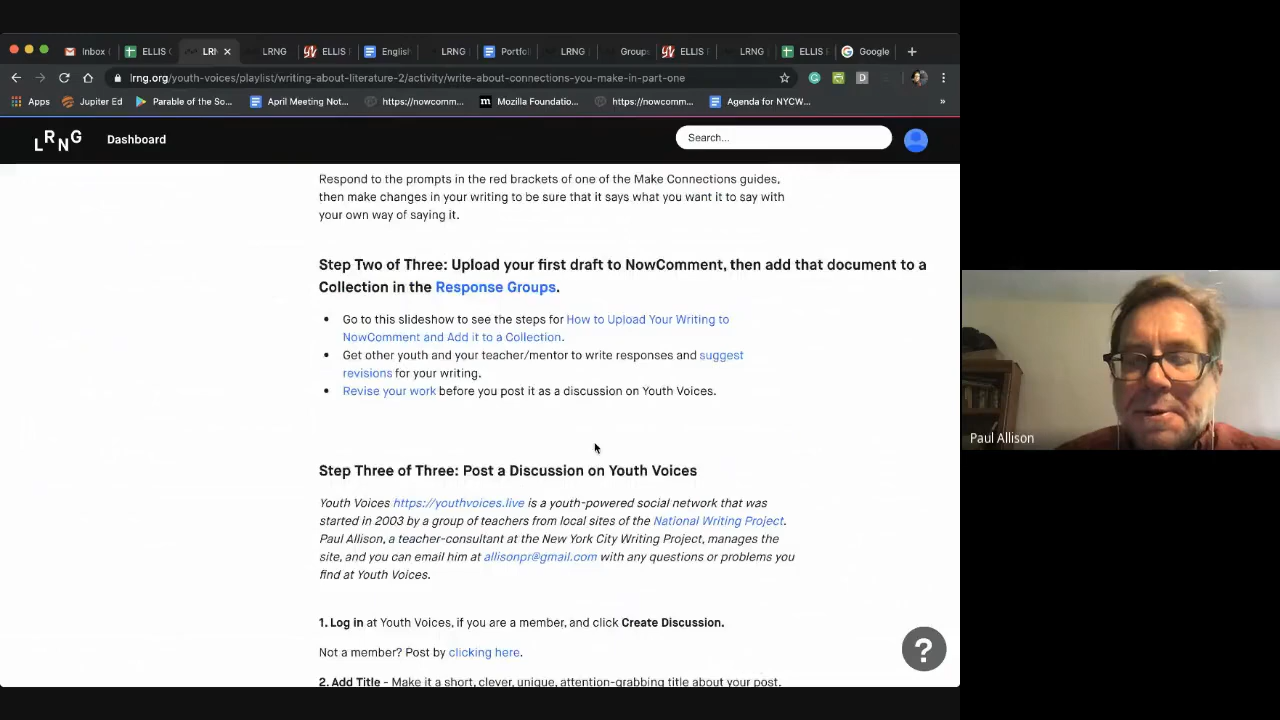 Inbox (
ELLIS C
LRN
LRNG
ELLIS
English
LRNG
Portfo
LRNG
Groups
ELLIS
LRNG
ELLIS
Google
lrng.org/youth-voices/playlist/writing-about-literature-2/activity/write-about-connections-you-make-in-part-one
Apps
Jupiter Ed
Parable of the So...
April Meeting Not...
https://nowcomm...
Mozilla Foundatio...
https://nowcomm...
Agenda for NYCW...
»
LRNG
Dashboard
Search...
Respond to the prompts in the red brackets of one of the Make Connections guides,
then make changes in your writing to be sure that it says what you want it to say with
your own way of saying it.
Step Two of Three: Upload your first draft to NowComment, then add that document to a
Collection in the Response Groups.
• Go to this slideshow to see the steps for How to Upload Your Writing to
NowComment and Add it to a Collection.
• Get other youth and your teacher/mentor to write responses and suggest
revisions for your writing.
• Revise your work before you post it as a discussion on Youth Voices.
Step Three of Three: Post a Discussion on Youth Voices
Youth Voices https://youthvoices.live is a youth-powered social network that was
started in 2003 by a group of teachers from local sites of the National Writing Project.
Paul Allison, a teacher-consultant at the New York City Writing Project, manages the
site, and you can email him at allisonpr@gmail.com with any questions or problems you
find at Youth Voices.
1. Log in at Youth Voices, if you are a member, and click Create Discussion.
Not a member? Post by clicking here.
2. Add Title - Make it a short, clever, unique, attention-grabbing title about your post.
?
Paul Allison